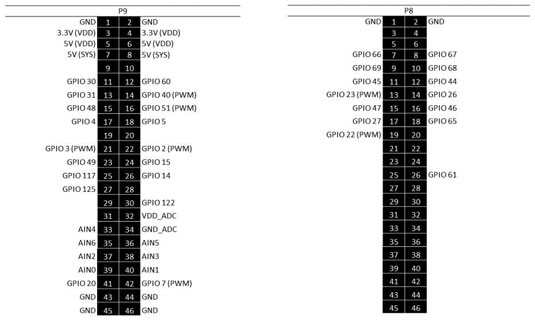 P9
GND 1 2 GND
3.3V (VDD) 3 4 3.3V (VDD)
5V (VDD) 5 6 5V (VDD)
5V (SYS) 7 8 5V (SYS)
9 10
GPIO 30 11 12 GPIO 60
GPIO 31 13 14 GPIO 40 (PWM)
GPIO 48 15 16 GPIO 51 (PWM)
GPIO 4 17 18 GPIO 5
19 20
GPIO 3 (PWM) 21 22 GPIO 2 (PWM)
GPIO 49 23 24 GPIO 15
GPIO 117 25 26 GPIO 14
GPIO 125 27 28
29 30 GPIO 122
31 32 VDD_ADC
AIN4 33 34 GND_ADC
AIN6 35 36 AIN5
AIN2 37 38 AIN3
AIN0 39 40 AIN1
GPIO 20 41 42 GPIO 7 (PWM)
GND 43 44 GND
GND 45 46 GND
P8
GND 1 2 GND
3 4
5 6
GPIO 66 7 8 GPIO 67
GPIO 69 9 10 GPIO 68
GPIO 45 11 12 GPIO 44
GPIO 23 (PWM) 13 14 GPIO 26
GPIO 47 15 16 GPIO 46
GPIO 27 17 18 GPIO 65
GPIO 22 (PWM) 19 20
21 22
23 24
25 26 GPIO 61
27 28
29 30
31 32
33 34
35 36
37 38
39 40
41 42
43 44
45 46